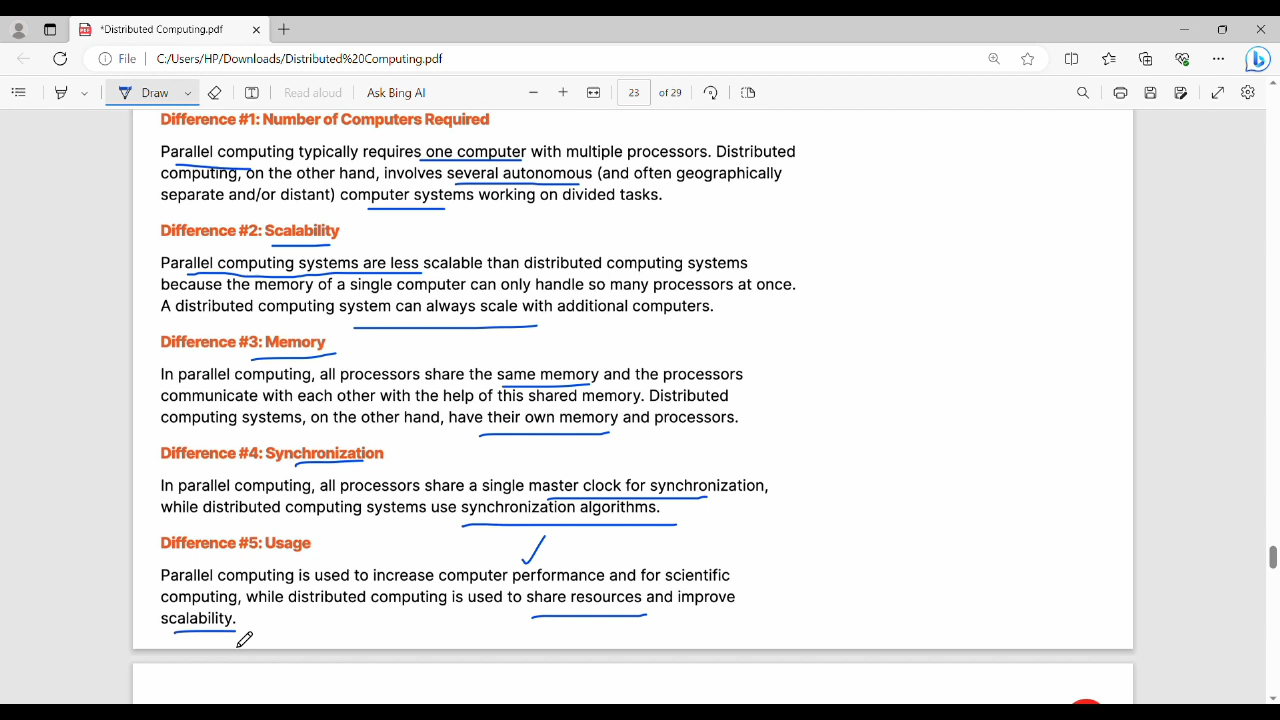 *Distributed Computing.pdf
File
C:/Users/HP/Downloads/Distributed%20Computing.pdf
Draw
Read aloud
Ask Bing AI
23 of 29
Difference #1: Number of Computers Required
Parallel computing typically requires one computer with multiple processors. Distributed
computing, on the other hand, involves several autonomous (and often geographically
separate and/or distant) computer systems working on divided tasks.
Difference #2: Scalability
Parallel computing systems are less scalable than distributed computing systems
because the memory of a single computer can only handle so many processors at once.
A distributed computing system can always scale with additional computers.
Difference #3: Memory
In parallel computing, all processors share the same memory and the processors
communicate with each other with the help of this shared memory. Distributed
computing systems, on the other hand, have their own memory and processors.
Difference #4: Synchronization
In parallel computing, all processors share a single master clock for synchronization,
while distributed computing systems use synchronization algorithms.
Difference #5: Usage
Parallel computing is used to increase computer performance and for scientific
computing, while distributed computing is used to share resources and improve
scalability.